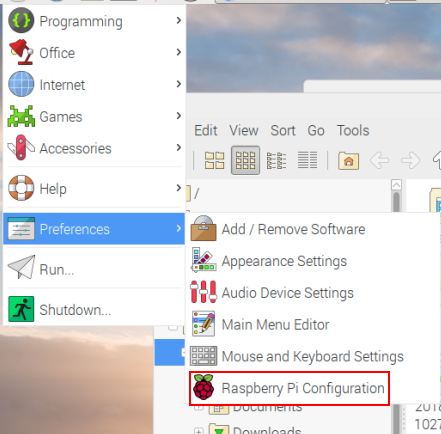 Programming
Office
Internet
Games
Accessories
Help
Preferences
Run...
Shutdown...
Edit View Sort Go Tools
/
Add / Remove Software
Appearance Settings
Audio Device Settings
Main Menu Editor
Mouse and Keyboard Settings
Raspberry Pi Configuration
Documents
Downloads
2018
1027